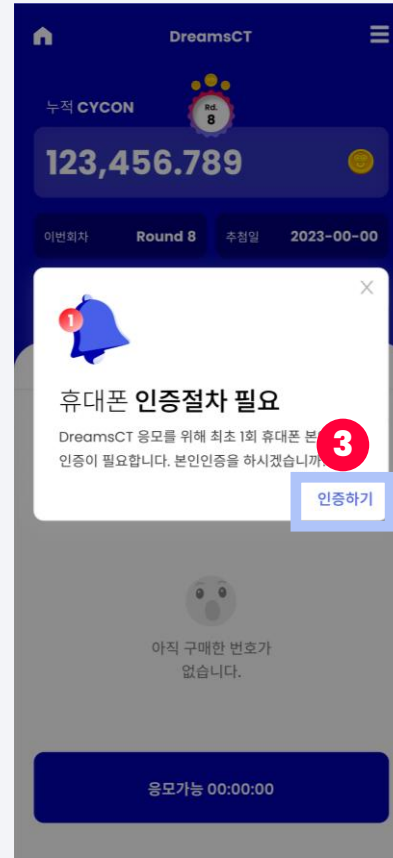 DreamsCT
누적 CYCON
Rd.
8
123,456.789
이번회차 Round 8 추첨일 2023-00-00
1
휴대폰 인증절차 필요
DreamsCT 응모를 위해 최초 1회 휴대폰
인증이 필요합니다. 본인인증을 하시겠습니까
3
인증하기
아직 구매한 번호가
없습니다.
응모가능 00:00:00